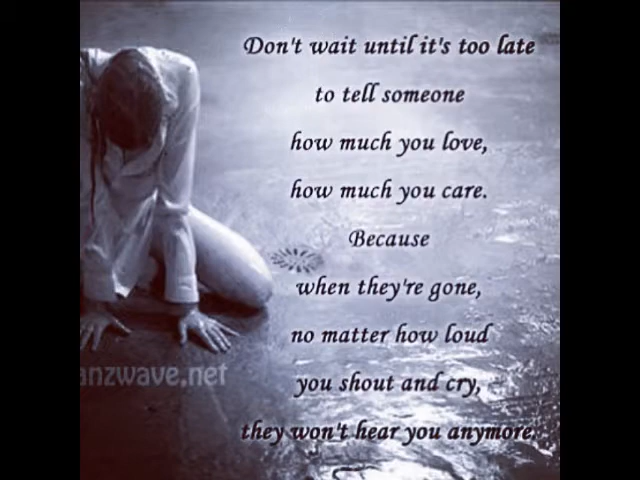 Don't wait until it's too late
to tell someone
how much you love,
how much you care.
Because
when they're gone,
no matter how loud
you shout and cry,
they won't hear you anymore.
anzwave.net